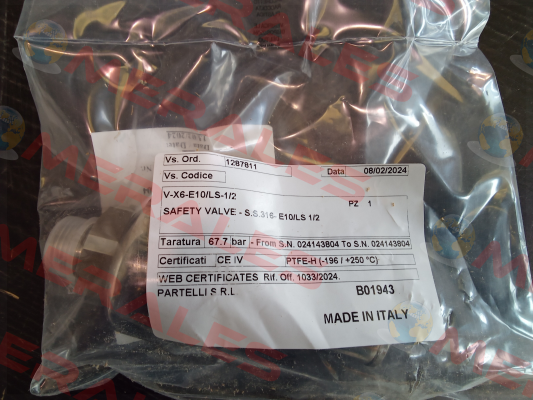 Vs. Ord. 1287811 Data 08/02/2024
Vs. Codice
V-X6-E10/LS-1/2 PZ 1
SAFETY VALVE - S.S.316- E10/LS 1/2
Taratura 67.7 bar - From S.N. 024143804 To S.N. 024143804
Certificati CE IV PTFE-H (-196 / +250 °C)
WEB CERTIFICATES Rif. Off. 1033/2024.
PARTELLI S R.L B01943
MADE IN ITALY